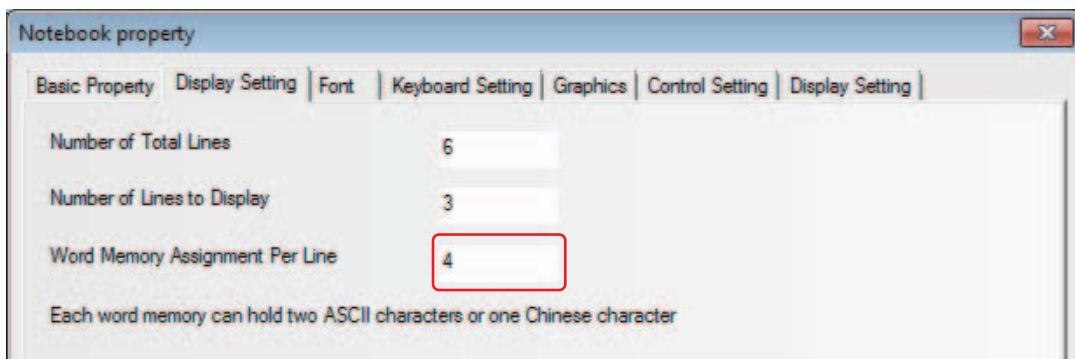 Notebook property
Basic Property Display Setting Font Keyboard Setting Graphics Control Setting Display Setting
Number of Total Lines 6
Number of Lines to Display 3
Word Memory Assignment Per Line 4
Each word memory can hold two ASCII characters or one Chinese character